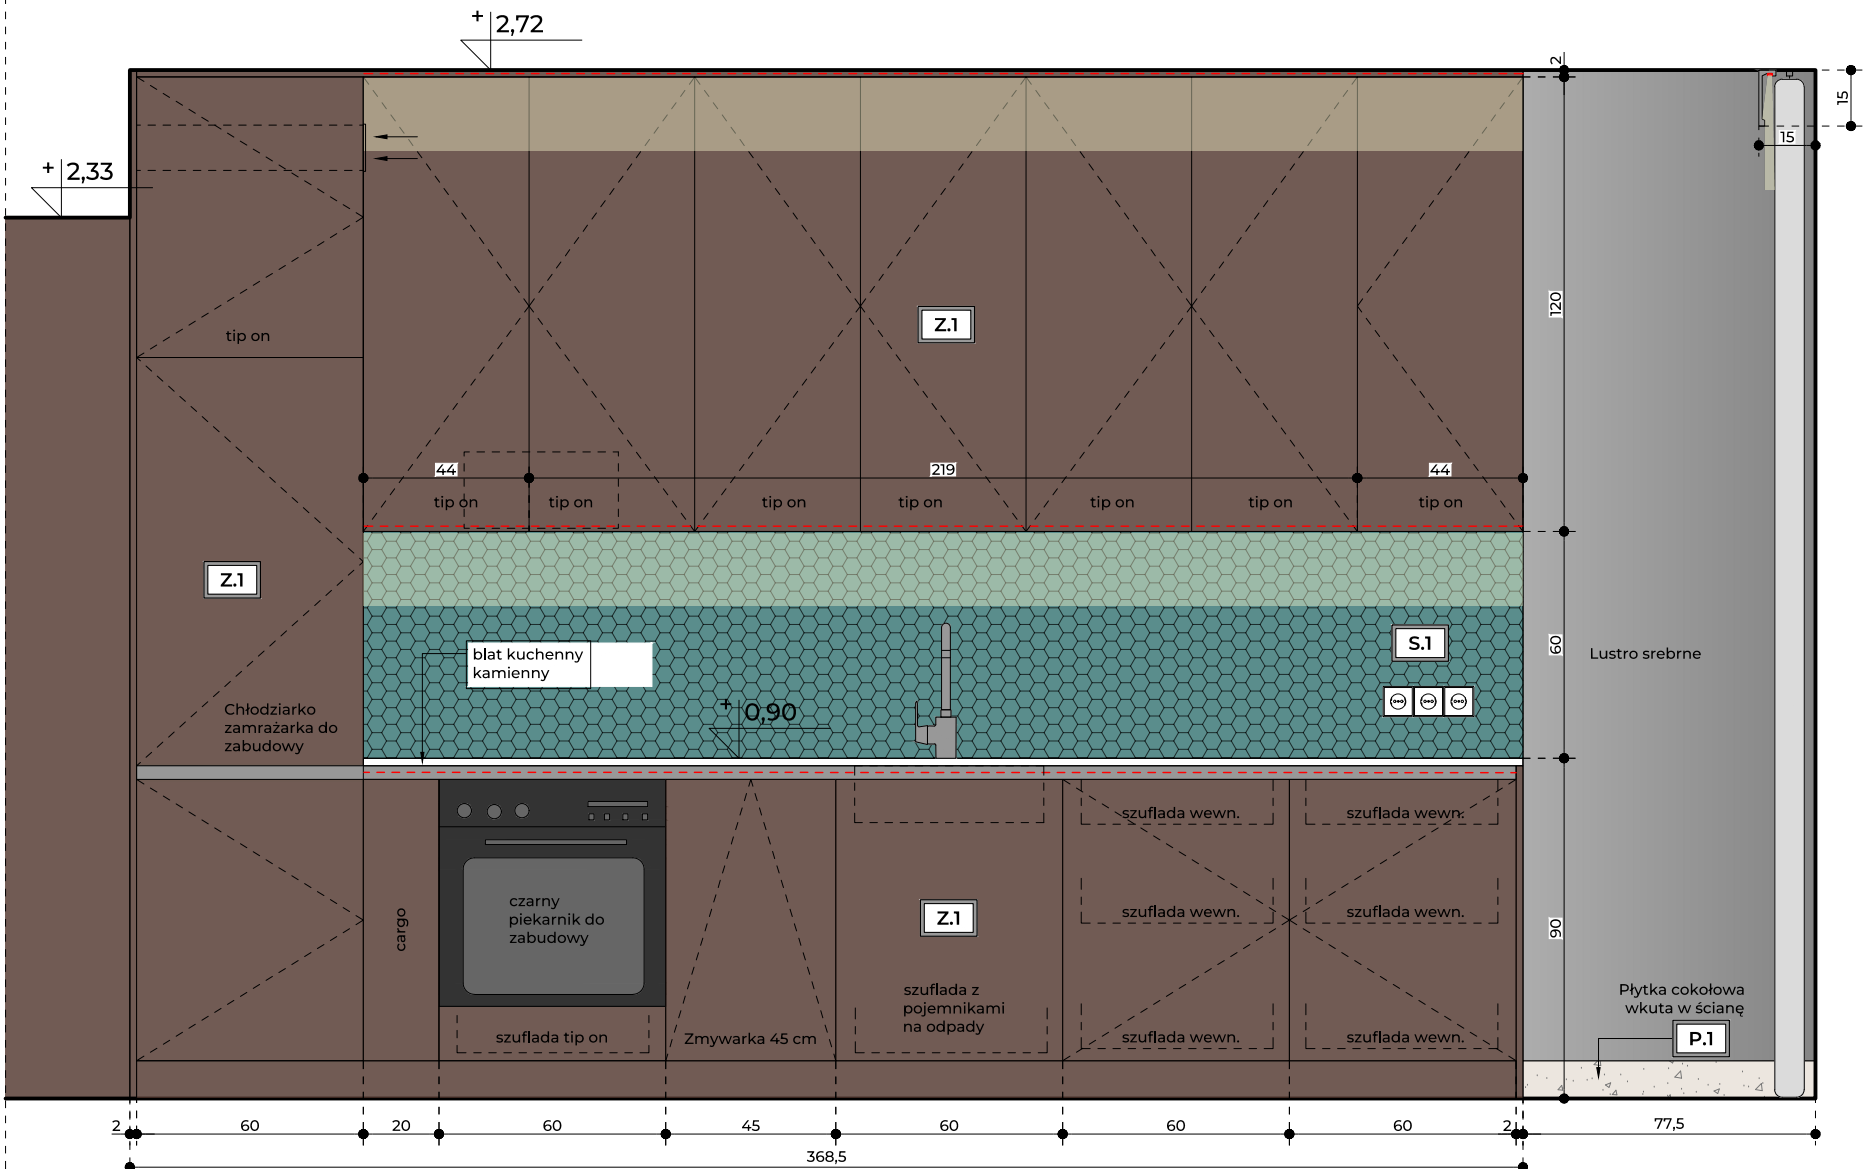 + 2,72
2
15
15
+ 2,33
tip on
Z.1
120
44
219
44
tip on
tip on
tip on
tip on
tip on
tip on
tip on
Z.1
blat kuchenny
kamienny
S.1
60
Lustro srebrne
Chłodziarko
zamrażarka do
zabudowy
+ 0,90
szuflada wewn.
szuflada wewn.
cargo
czarny
piekarnik do
zabudowy
Z.1
szuflada wewn.
szuflada wewn.
90
szuflada z
pojemnikami
na odpady
Płytka cokołowa
wkuta w ścianę
P.1
szuflada tip on
Zmywarka 45 cm
szuflada wewn.
szuflada wewn.
2
60
20
60
45
60
60
60
2
77,5
368,5